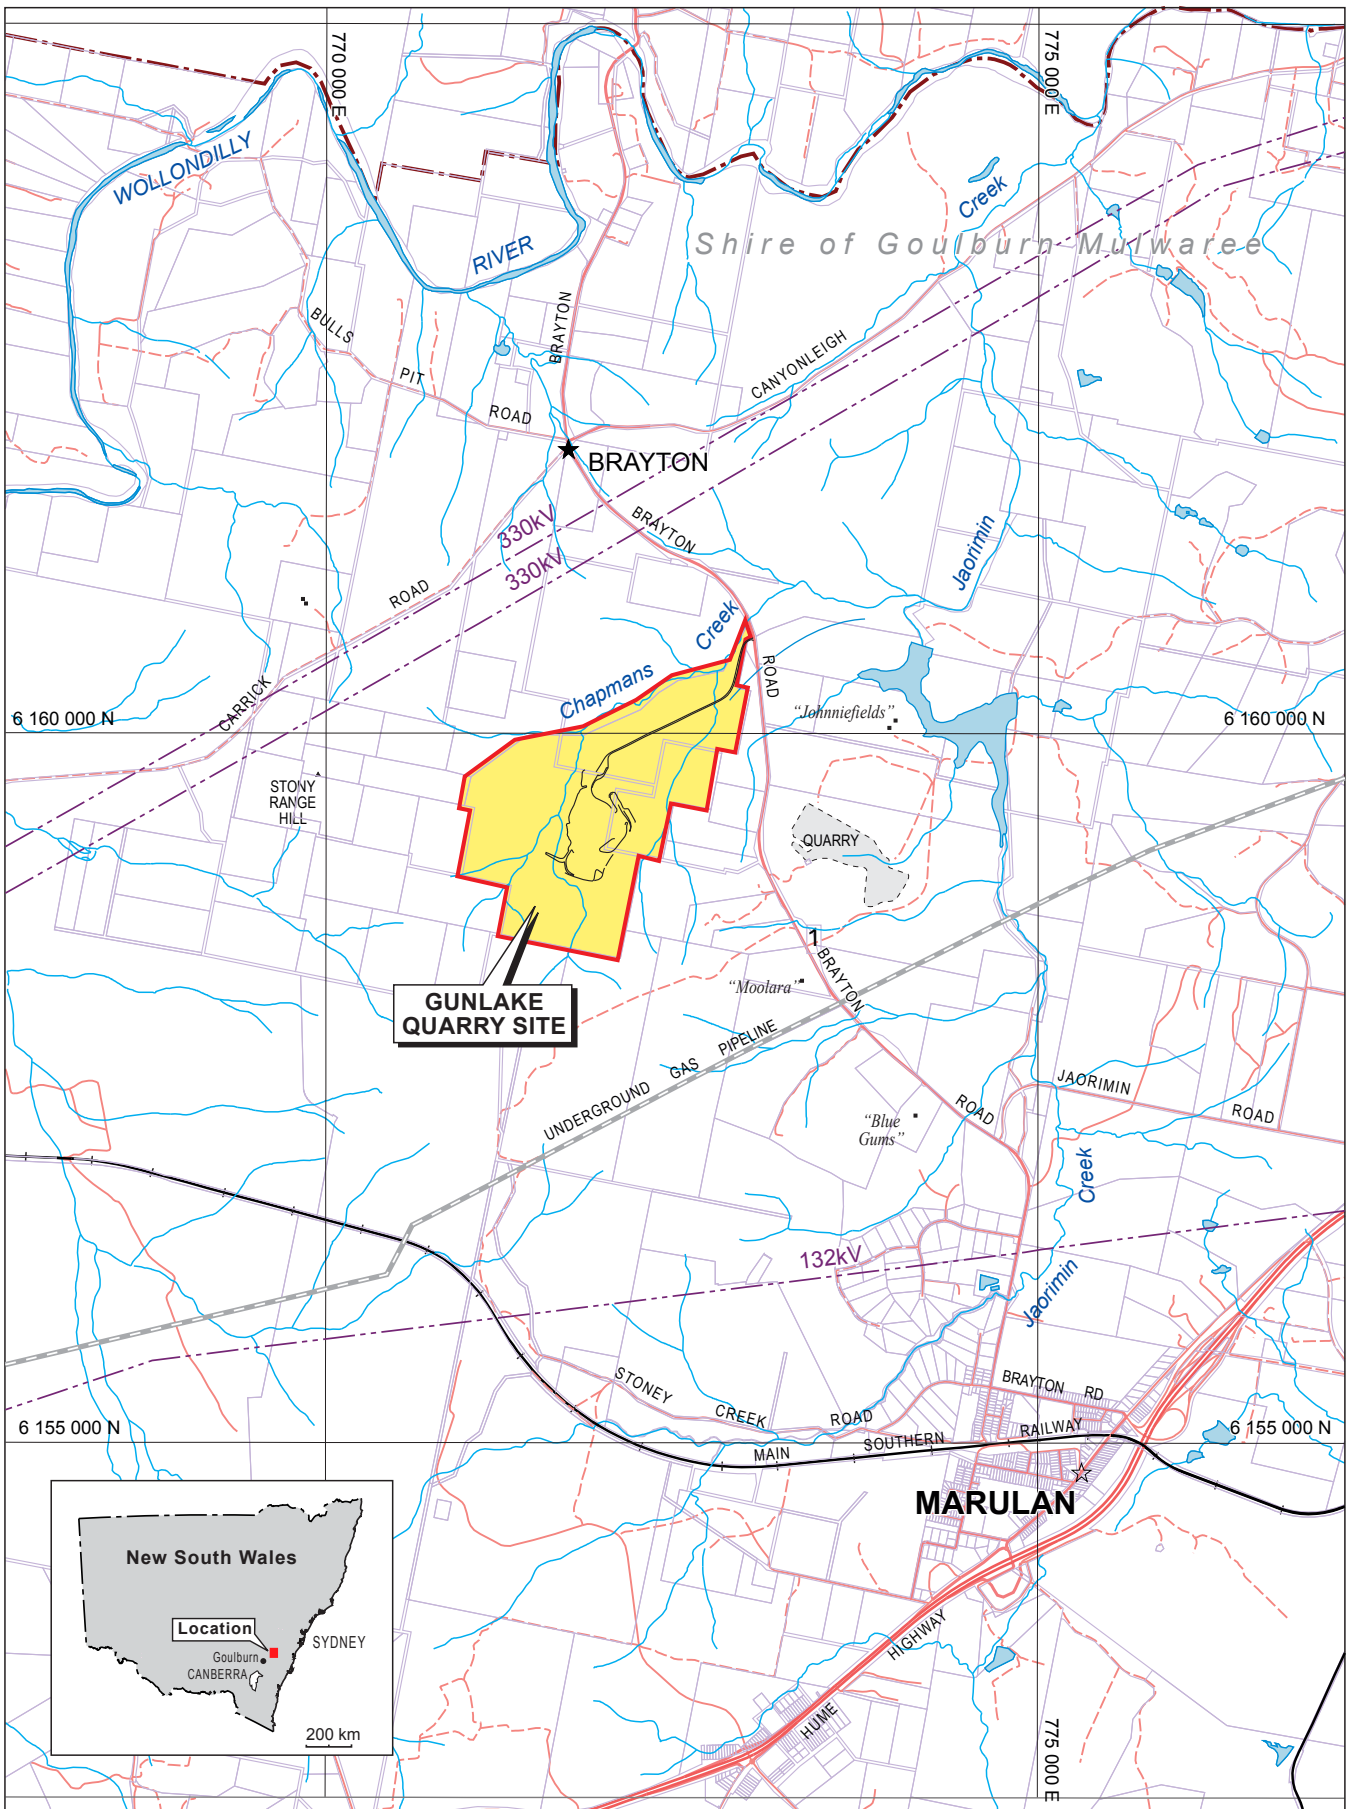 770 000 E
775 000 E
WOLLONDILLY
RIVER
Creek
Shire of Goulburn Mulwaree
BULLS
PIT
ROAD
BRAYTON
CANYONLEIGH
BRAYTON
330kV
330kV
BRAYTON
Jaorimin
ROAD
Creek
Chapmans
ROAD
CARRICK
"Johnniefields"
6 160 000 N
6 160 000 N
STONY
RANGE
HILL
QUARRY
1
BRAYTON
"Moolara"
GUNLAKE
QUARRY SITE
UNDERGROUND GAS PIPELINE
JAORIMIN
ROAD
ROAD
"Blue
Gums"
Creek
132kV
Jaorimin
STONEY
CREEK
ROAD
BRAYTON RD
6 155 000 N
6 155 000 N
MAIN
SOUTHERN
RAILWAY
MARULAN
New South Wales
Location
Goulburn
CANBERRA
SYDNEY
200 km
HIGHWAY
HUME
775 000 E